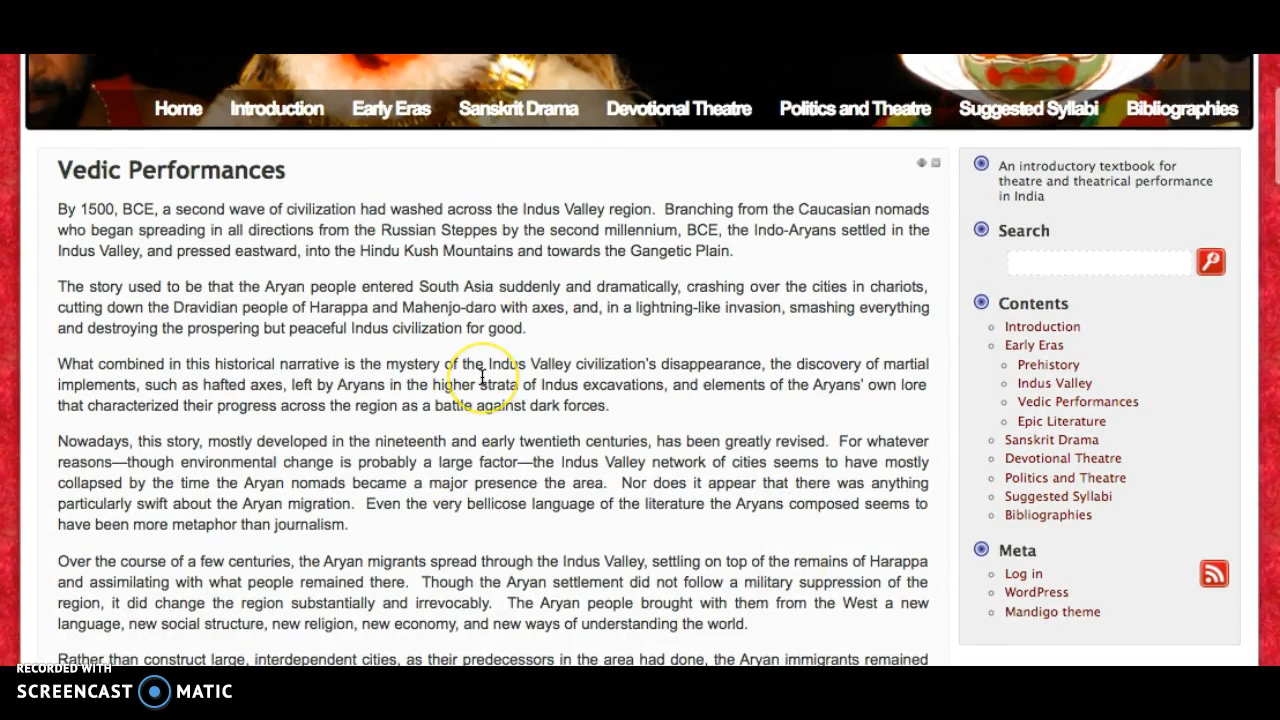 Home Introduction Early Eras Sanskrit Drama Devotional Theatre Politics and Theatre Suggested Syllabi Bibliographies
Vedic Performances
By 1500, BCE, a second wave of civilization had washed across the Indus Valley region. Branching from the Caucasian nomads
who began spreading in all directions from the Russian Steppes by the second millennium, BCE, the Indo-Aryans settled in the
Indus Valley, and pressed eastward, into the Hindu Kush Mountains and towards the Gangetic Plain.
The story used to be that the Aryan people entered South Asia suddenly and dramatically, crashing over the cities in chariots,
cutting down the Dravidian people of Harappa and Mahenjo-daro with axes, and, in a lightning-like invasion, smashing everything
and destroying the prospering but peaceful Indus civilization for good.
What combined in this historical narrative is the mystery of the Indus Valley civilization's disappearance, the discovery of martial
implements, such as hafted axes, left by Aryans in the higher strata of Indus excavations, and elements of the Aryans' own lore
that characterized their progress across the region as a battle against dark forces.
Nowadays, this story, mostly developed in the nineteenth and early twentieth centuries, has been greatly revised. For whatever
reasons—though environmental change is probably a large factor—the Indus Valley network of cities seems to have mostly
collapsed by the time the Aryan nomads became a major presence the area. Nor does it appear that there was anything
particularly swift about the Aryan migration. Even the very bellicose language of the literature the Aryans composed seems to
have been more metaphor than journalism.
Over the course of a few centuries, the Aryan migrants spread through the Indus Valley, settling on top of the remains of Harappa
and assimilating with what people remained there. Though the Aryan settlement did not follow a military suppression of the
region, it did change the region substantially and irrevocably. The Aryan people brought with them from the West a new
language, new social structure, new religion, new economy, and new ways of understanding the world.
Rather than construct large, interdependent cities, as their predecessors in the area had done, the Aryan immigrants remained
An introductory textbook for
theatre and theatrical performance
in India
Search
Contents
Introduction
Early Eras
Prehistory
Indus Valley
Vedic Performances
Epic Literature
Sanskrit Drama
Devotional Theatre
Politics and Theatre
Suggested Syllabi
Bibliographies
Meta
Log in
WordPress
Mandigo theme
RECORDED WITH
SCREENCAST MATIC